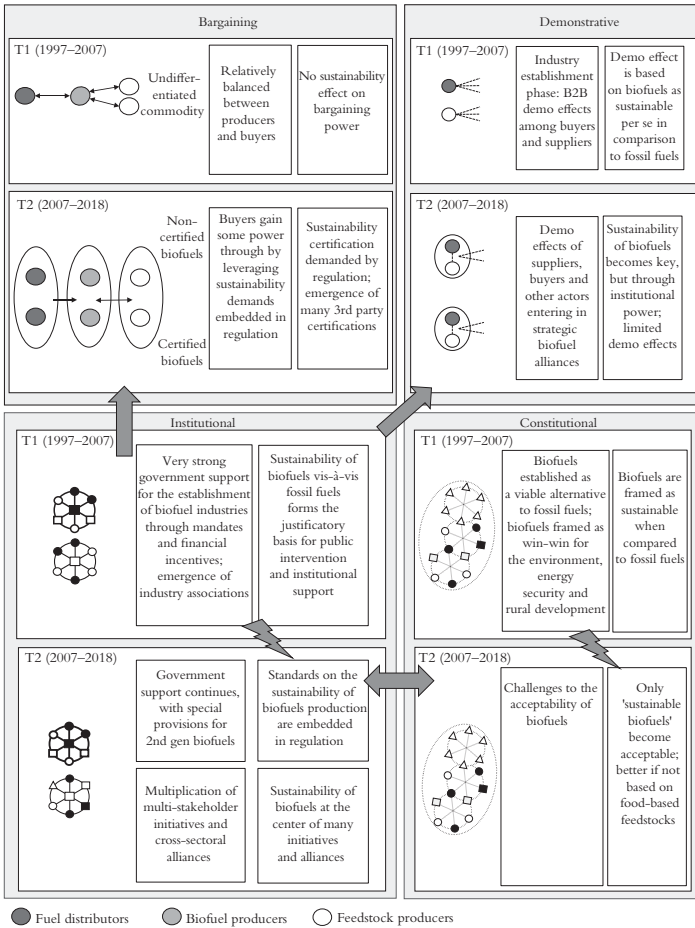 Bargaining
T1 (1997–2007)
Undiffer-
entiated
commodity
Relatively
balanced
between
producers
and buyers
No sustainability
effect on
bargaining
power
T2 (2007–2018)
Non-
certified
biofuels
Certified
biofuels
Buyers gain
some power
through by
leveraging
sustainability
demands
embedded in
regulation
Sustainability
certification
demanded by
regulation;
emergence of
many 3rd party
certifications
Demonstrative
T1 (1997–2007)
Industry
establishment
phase: B2B
demo effects
among buyers
and suppliers
Demo effect
is based
on biofuels as
sustainable
per se in
comparison
to fossil fuels
T2 (2007–2018)
Demo
effects of
suppliers,
buyers and
other actors
entering in
strategic
biofuel
alliances
Sustainability
of biofuels
becomes key,
but through
institutional
power;
limited
demo effects
Institutional
T1 (1997–2007)
Very strong
government support
for the establishment
of biofuel industries
through mandates
and financial
incentives;
emergence of
industry associations
Sustainability of
biofuels vis-à-vis
fossil fuels
forms the
justificatory
basis for public
intervention
and institutional
support
T2 (2007–2018)
Government
support continues,
with special
provisions for
2nd gen biofuels
Standards on the
sustainability of
biofuels production
are embedded
in regulation
Multiplication of
multi-stakeholder
initiatives and
cross-sectoral
alliances
Sustainability of
biofuels at the
center of many
initiatives
and alliances
Constitutional
T1 (1997–2007)
Biofuels
established as
a viable alternative
to fossil fuels;
biofuels framed as
win–win for
the environment,
energy
security and
rural development
Biofuels are
framed as
sustainable
when
compared
to fossil fuels
T2 (2007–2018)
Challenges to the
acceptability of
biofuels
Only
'sustainable
biofuels'
become
acceptable;
better if not
based on
food-based
feedstocks
Fuel distributors
Biofuel producers
Feedstock producers